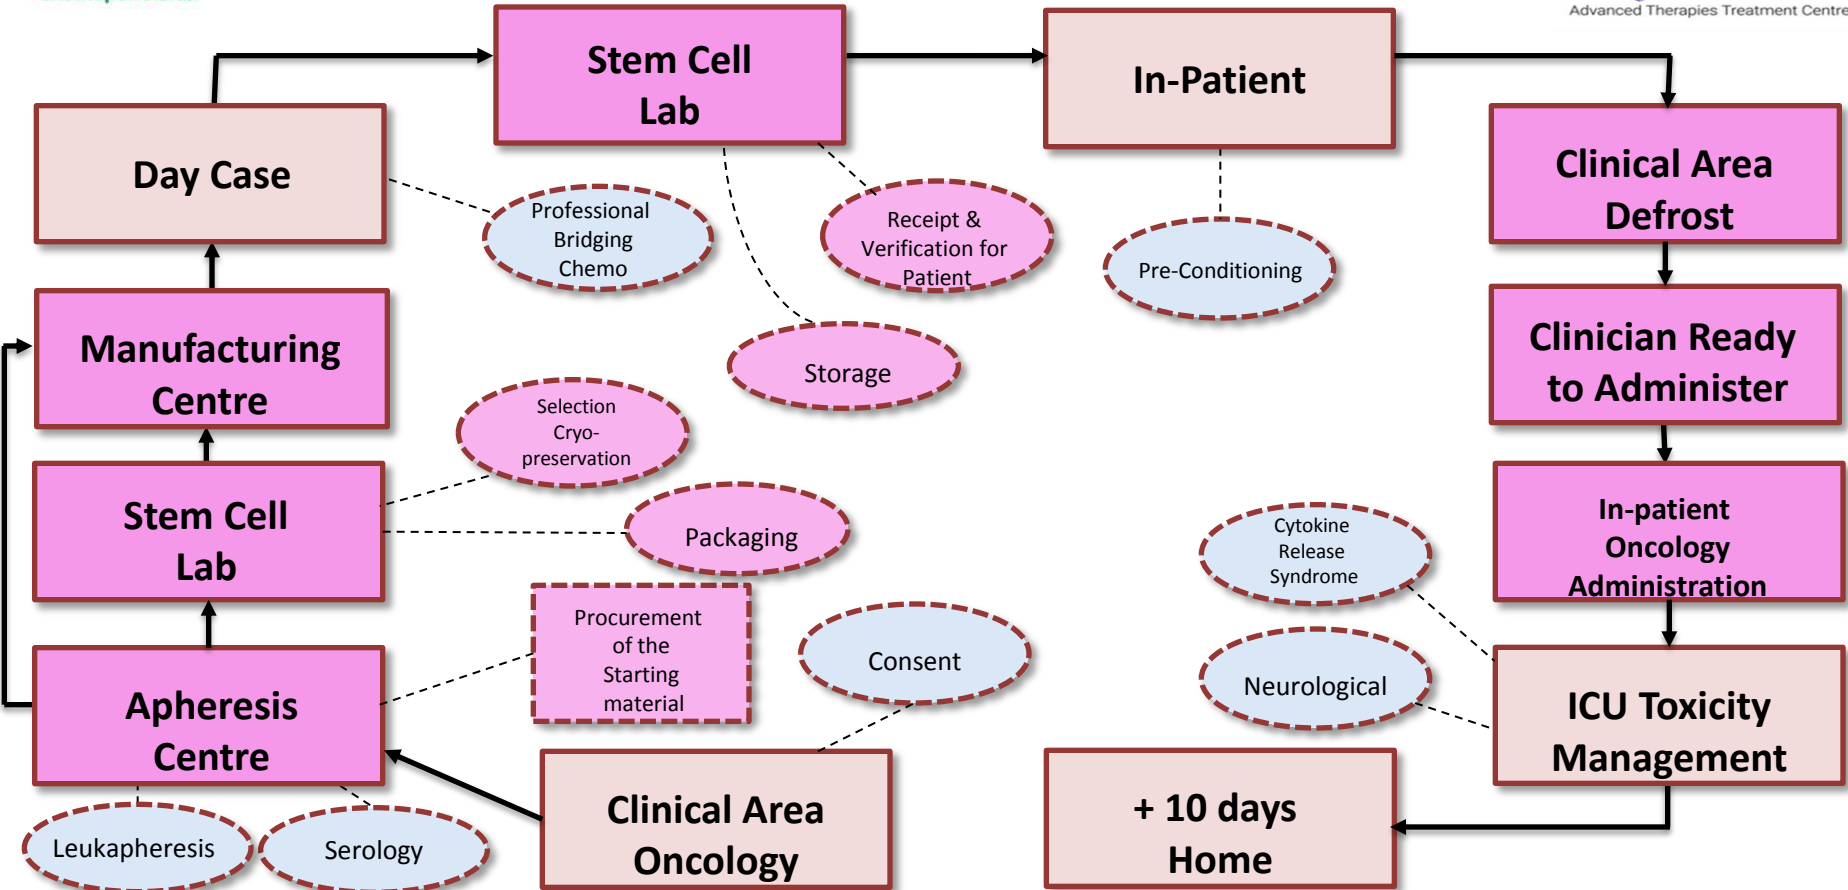 Advanced Therapies Treatment Centre
Stem Cell
Lab
In-Patient
Day Case
Clinical Area
Defrost
Professional
Bridging
Chemo
Receipt &
Verification for
Patient
Pre-Conditioning
Manufacturing
Centre
Storage
Clinician Ready
to Administer
Selection
Cryo-
preservation
Stem Cell
Lab
Packaging
In-patient
Oncology
Administration
Cytokine
Release
Syndrome
Procurement
of the
Starting
material
Consent
Neurological
Apheresis
Centre
ICU Toxicity
Management
Leukapheresis
Serology
Clinical Area
Oncology
+ 10 days
Home